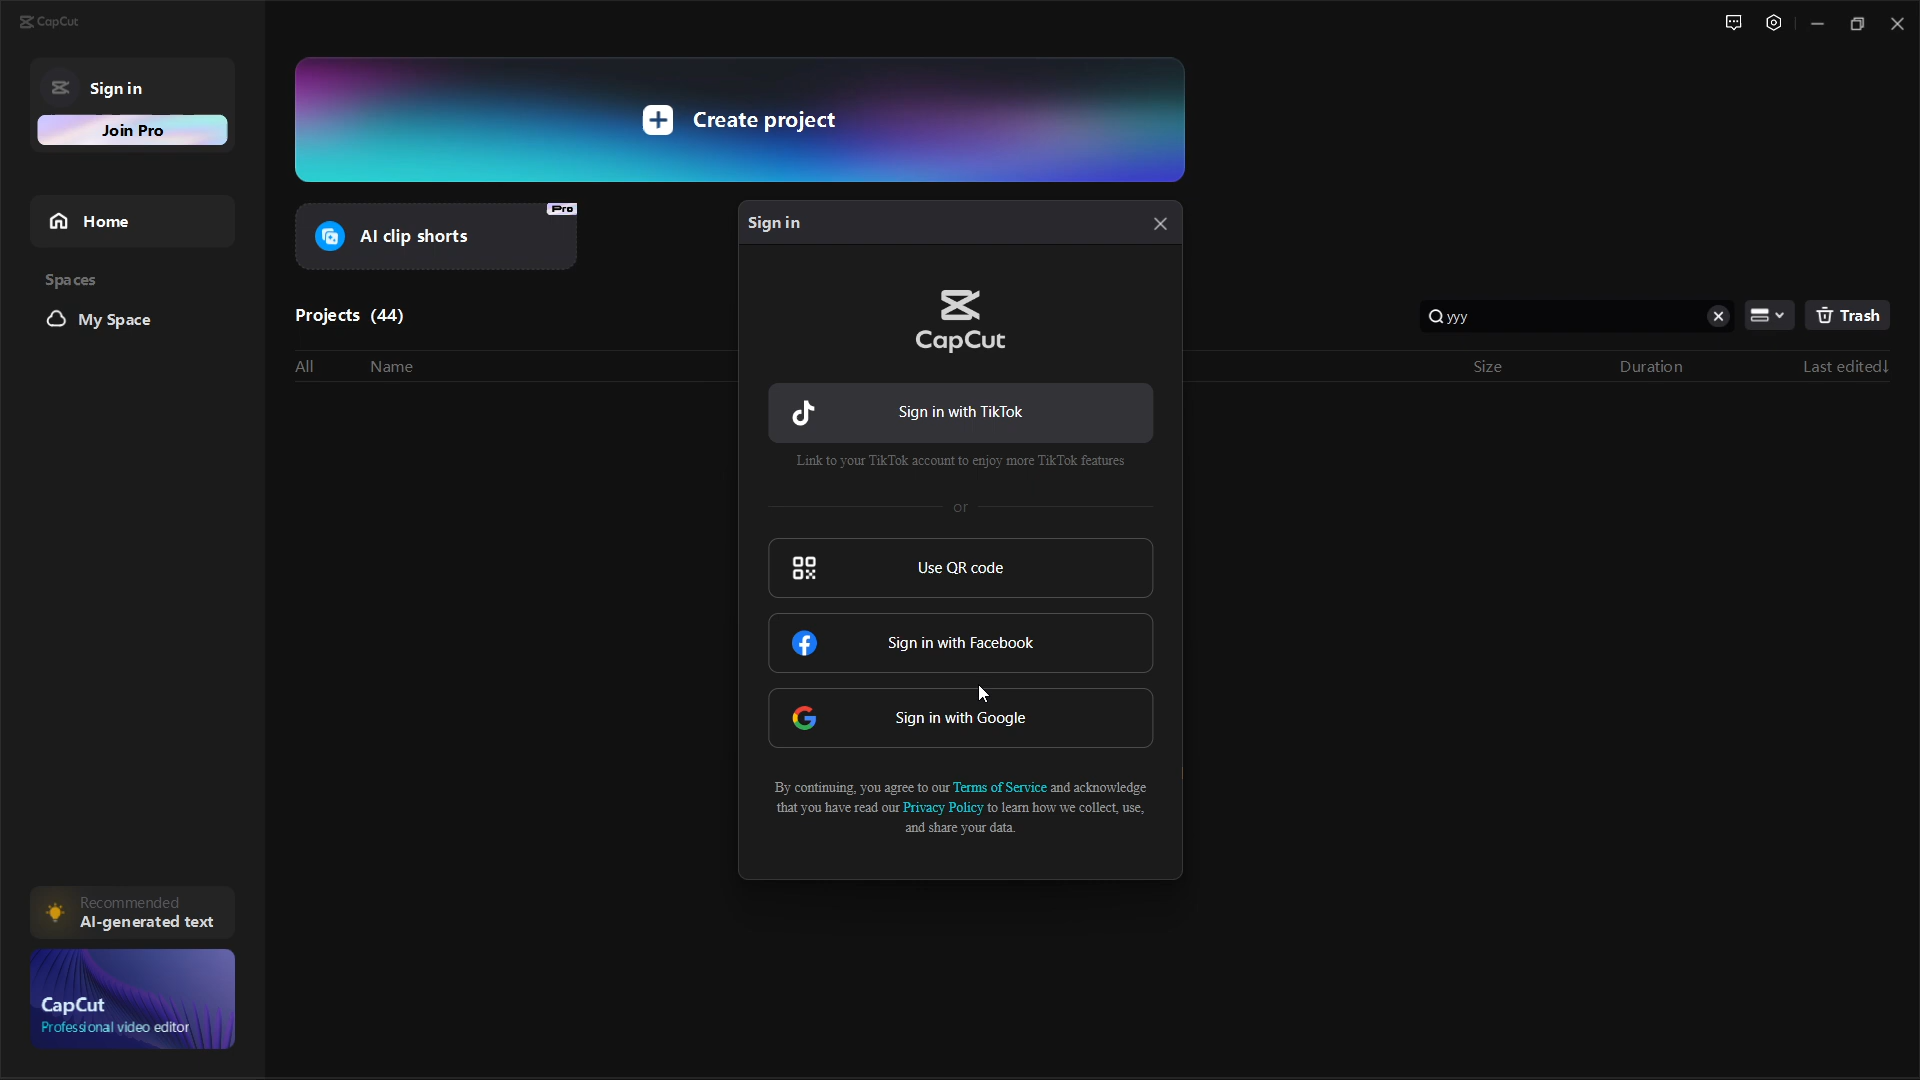 CapCut
Sign in
Join Pro
Home
Spaces
My Space
Recommended
AI-generated text
CapCut
Professional video editor
Create project
Pro
AI clip shorts
Projects (44)
yyy
Trash
All Name Size Duration Last edited↓
Sign in
CapCut
Sign in with TikTok
Link to your TikTok account to enjoy more TikTok features
or
Use QR code
Sign in with Facebook
Sign in with Google
By continuing, you agree to our Terms of Service and acknowledge
that you have read our Privacy Policy to learn how we collect, use,
and share your data.